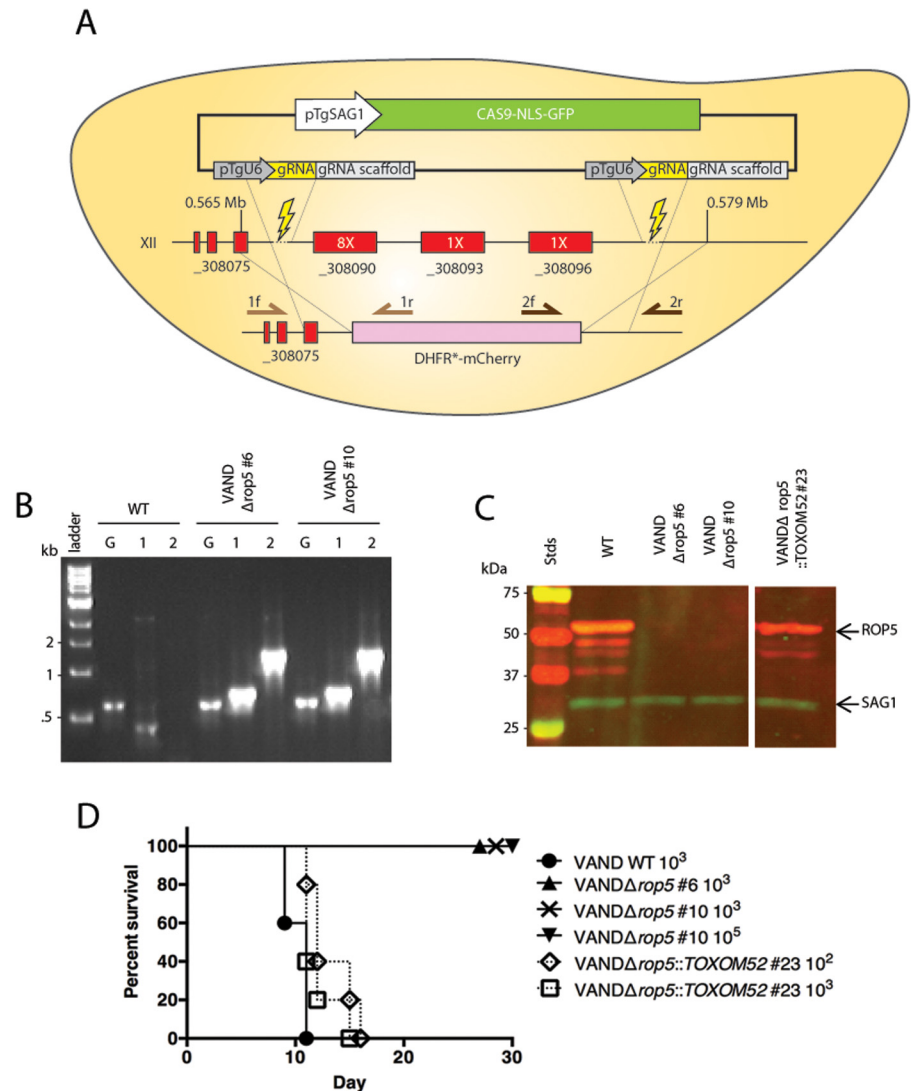 A
pTgSAG1
CAS9-NLS-GFP
pTgU6 gRNA gRNA scaffold
pTgU6 gRNA gRNA scaffold
0.565 Mb
0.579 Mb
XII
8X
1X
1X
_308075
_308090
_308093
_308096
1f
1r
2f
2r
_308075
DHFR*-mCherry
B
kb
ladder
WT
VAND
Δrop5 #6
VAND
Δrop5 #10
G 1 2
G 1 2
G 1 2
2
1
.5
C
kDa
Stds
WT
VAND
Δrop5 #6
VAND
Δrop5 #10
VANDΔ rop5
::TOXOM52 #23
75
50
37
25
ROP5
SAG1
D
Percent survival
100
80
60
40
20
0
0 10 20 30
Day
VAND WT 10³
VANDΔrop5 #6 10³
VANDΔrop5 #10 10³
VANDΔrop5 #10 10⁵
VANDΔrop5::TOXOM52 #23 10²
VANDΔrop5::TOXOM52 #23 10³